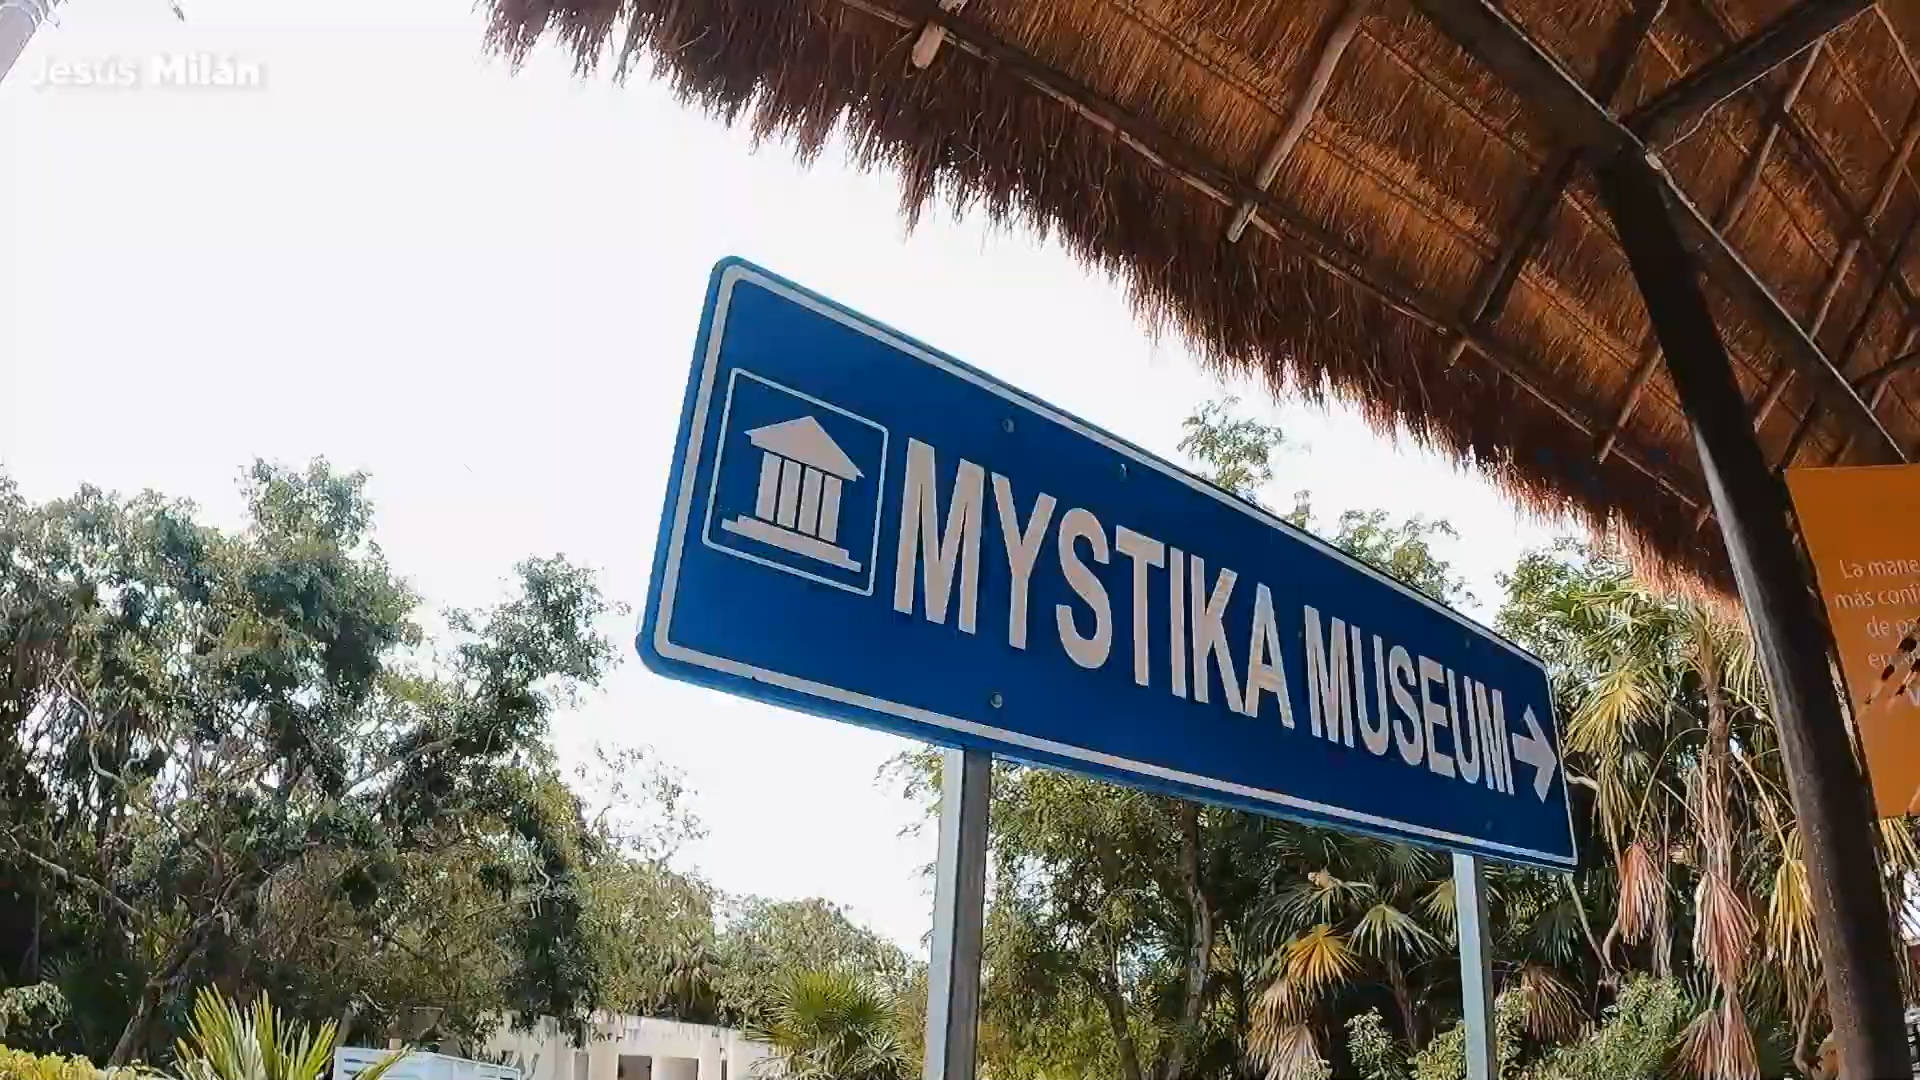 Jesús Milán
MYSTIKA MUSEUM
La mane
más con
de pa